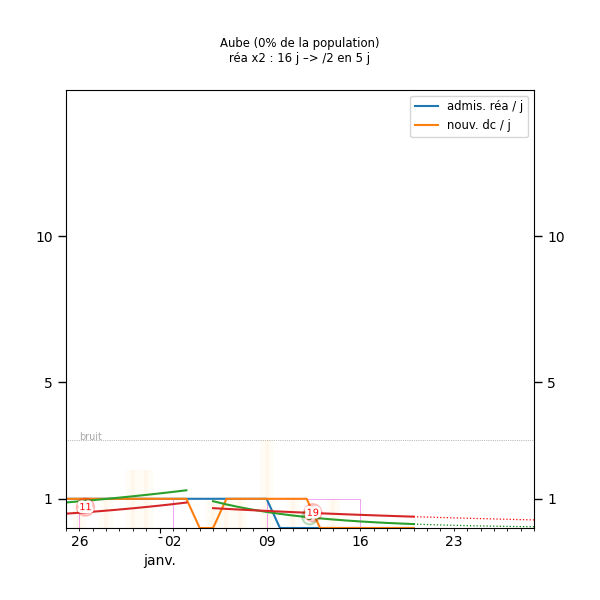 Aube (0% de la population)
réa x2 : 16 j –> /2 en 5 j
admis. réa / j
nouv. dc / j
10
10
5
5
bruit
1
1
11
19
26
02
09
16
23
janv.